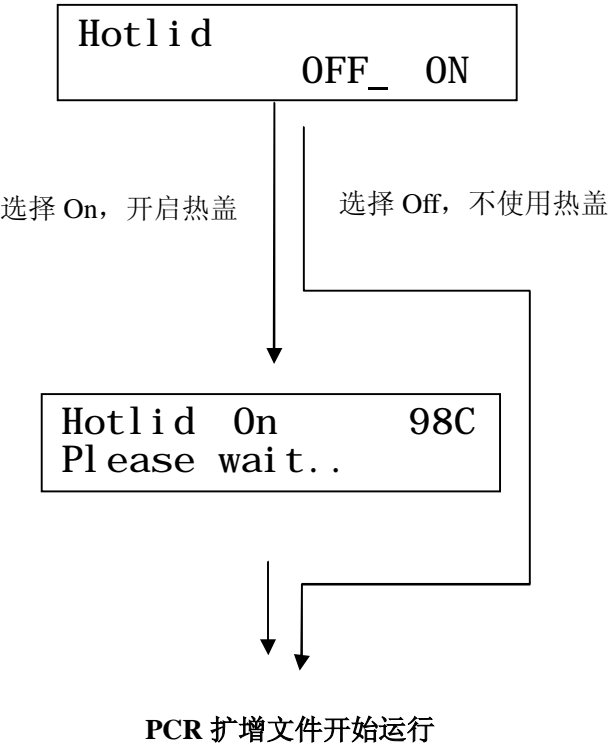 Hotlid
OFF_ ON
选择 On，开启热盖
选择 Off，不使用热盖
Hotlid On 98C
Please wait..
PCR 扩增文件开始运行